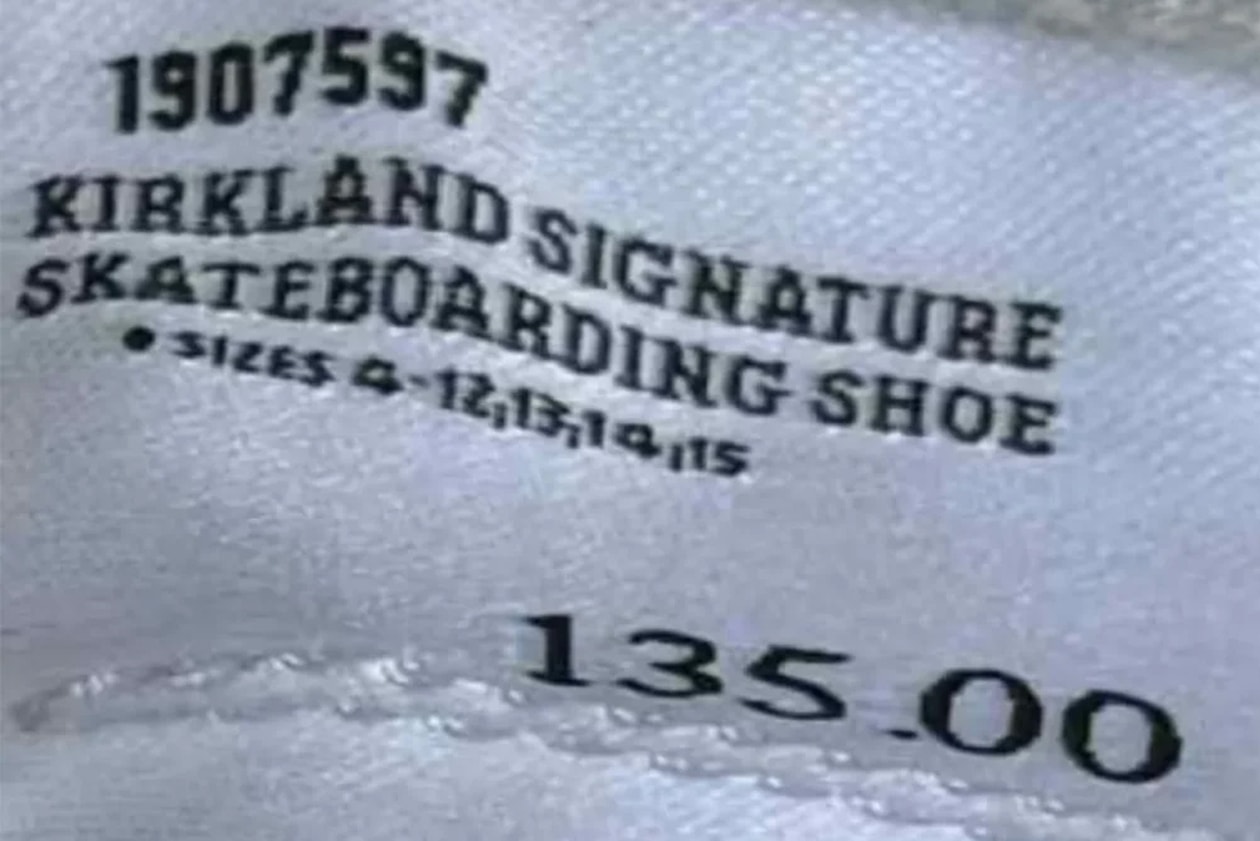 1907597
KIRKLAND SIGNATURE
SKATEBOARDING SHOE
• SIZES 4-12,13,14,15
135.00